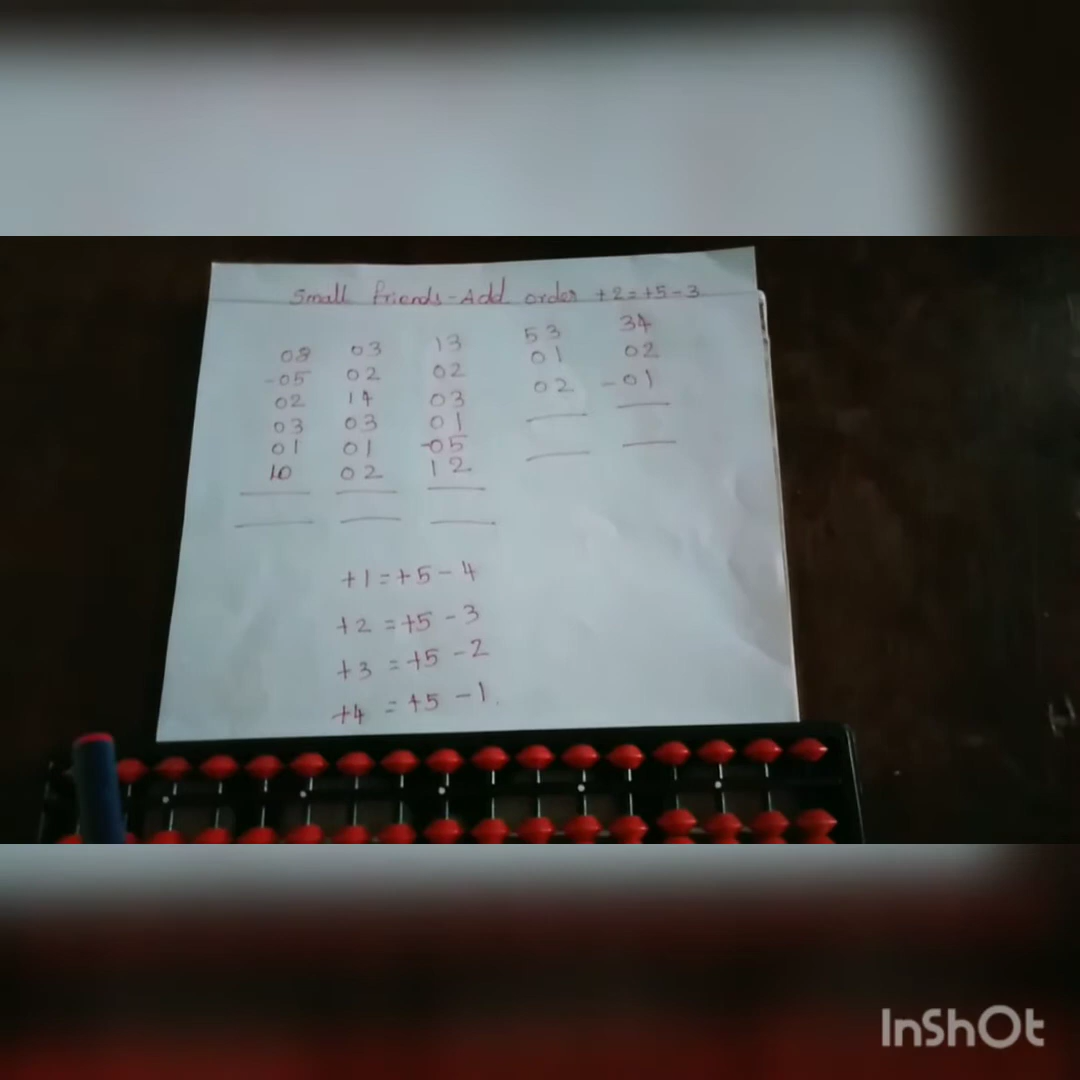 Small friends-Add order +2=+5-3
08 03 13 53 34
-05 02 02 01 02
02 14 03 02 -01
03 03 01
01 01 -05
10 02 12
+1=+5-4
+2=+5-3
+3=+5-2
+4=+5-1.
InShOt